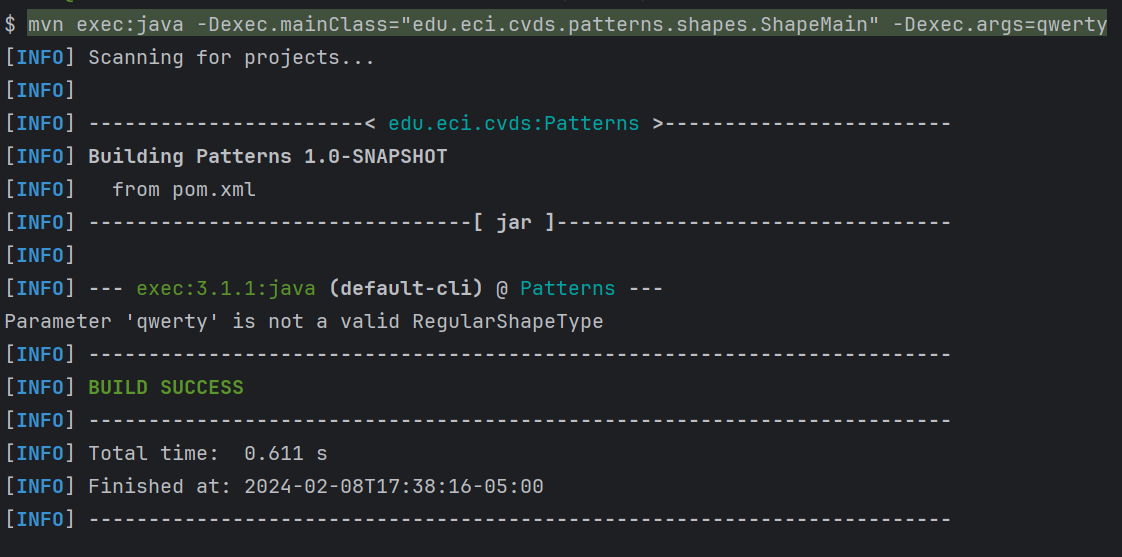 $ mvn exec:java -Dexec.mainClass="edu.eci.cvds.patterns.shapes.ShapeMain" -Dexec.args=qwerty
[INFO] Scanning for projects...
[INFO]
[INFO] -----------------------< edu.eci.cvds:Patterns >------------------------
[INFO] Building Patterns 1.0-SNAPSHOT
[INFO]   from pom.xml
[INFO] --------------------------------[ jar ]---------------------------------
[INFO]
[INFO] --- exec:3.1.1:java (default-cli) @ Patterns ---
Parameter 'qwerty' is not a valid RegularShapeType
[INFO] ------------------------------------------------------------------------
[INFO] BUILD SUCCESS
[INFO] ------------------------------------------------------------------------
[INFO] Total time:  0.611 s
[INFO] Finished at: 2024-02-08T17:38:16-05:00
[INFO] ------------------------------------------------------------------------